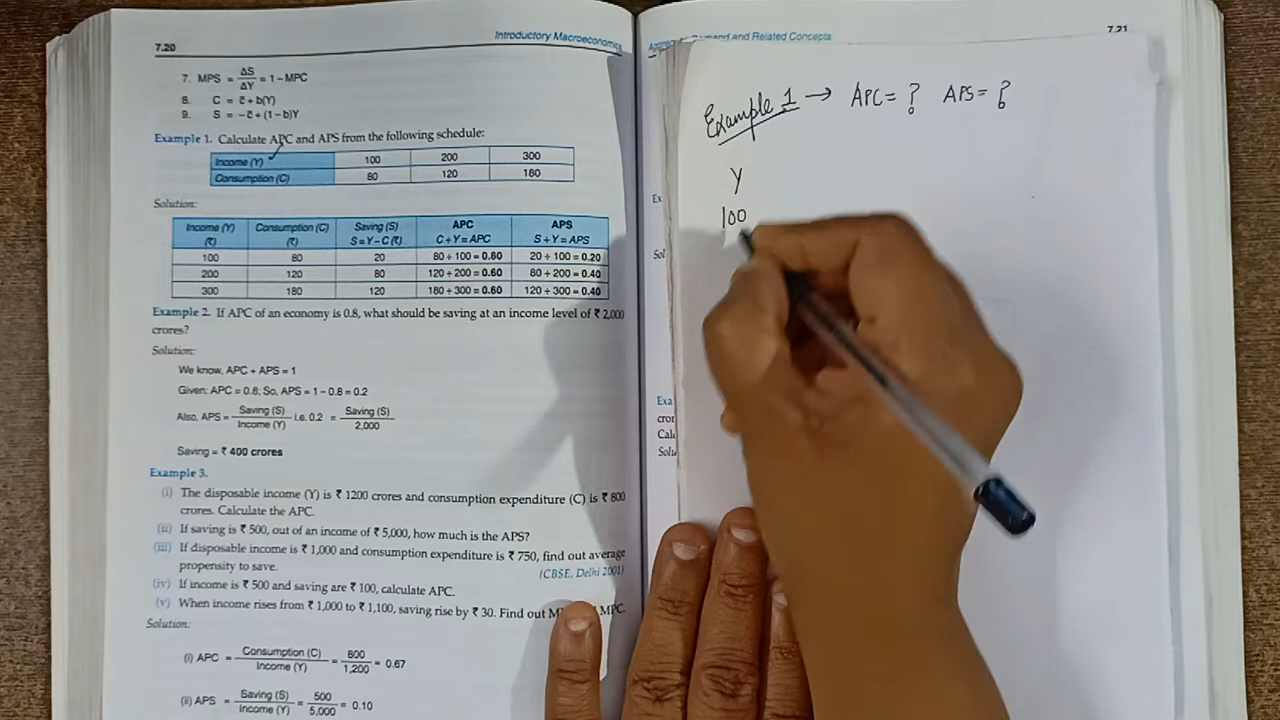 7.20
Introductory Macroeconomics
7. MPS = ΔS/ΔY = 1 – MPC
8. C = c̄ + b(Y)
9. S = –c̄ + (1 – b)Y
Example 1. Calculate APC and APS from the following schedule:
Income (Y) 100 200 300
Consumption (C) 80 120 180
Solution:
Income (Y) (₹) Consumption (C) (₹) Saving (S) S = Y – C (₹) APC C ÷ Y = APC APS S ÷ Y = APS
100 80 20 80 ÷ 100 = 0.80 20 ÷ 100 = 0.20
200 120 80 120 ÷ 200 = 0.60 80 ÷ 200 = 0.40
300 180 120 180 ÷ 300 = 0.60 120 ÷ 300 = 0.40
Example 2. If APC of an economy is 0.8, what should be saving at an income level of ₹ 2,000
crores?
Solution:
We know, APC + APS = 1
Given: APC = 0.8; So, APS = 1 – 0.8 = 0.2
Also, APS = Saving (S)/Income (Y) i.e. 0.2 = Saving (S)/2,000
Saving = ₹ 400 crores
Example 3.
(i) The disposable income (Y) is ₹ 1200 crores and consumption expenditure (C) is ₹ 800
crores. Calculate the APC.
(ii) If saving is ₹ 500, out of an income of ₹ 5,000, how much is the APS?
(iii) If disposable income is ₹ 1,000 and consumption expenditure is ₹ 750, find out average
propensity to save.
(CBSE, Delhi 2001)
(iv) If income is ₹ 500 and saving are ₹ 100, calculate APC.
(v) When income rises from ₹ 1,000 to ₹ 1,100, saving rise by ₹ 30. Find out MPC.
Solution:
(i) APC = Consumption (C)/Income (Y) = 800/1,200 = 0.67
(ii) APS = Saving (S)/Income (Y) = 500/5,000 = 0.10
and Related Concepts
7.21
Example 1 → APC = ? APS = ?
Y
100